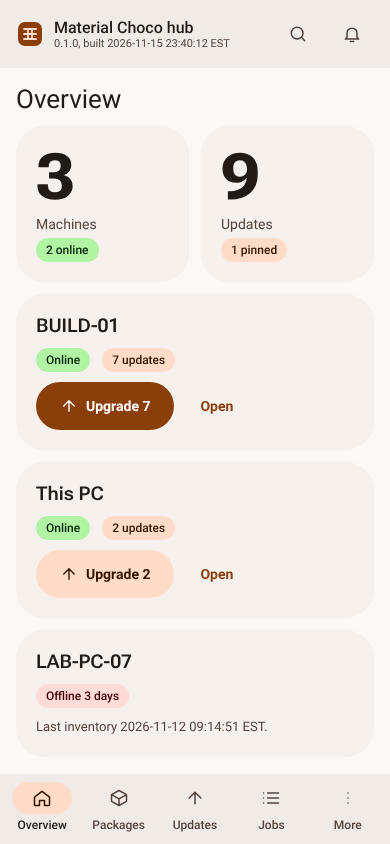 Material Choco hub
0.1.0, built 2026-11-15 23:40:12 EST
Overview
3
Machines
2 online
9
Updates
1 pinned
BUILD-01
Online
7 updates
Upgrade 7
Open
This PC
Online
2 updates
Upgrade 2
Open
LAB-PC-07
Offline 3 days
Last inventory 2026-11-12 09:14:51 EST.
Overview
Packages
Updates
Jobs
More